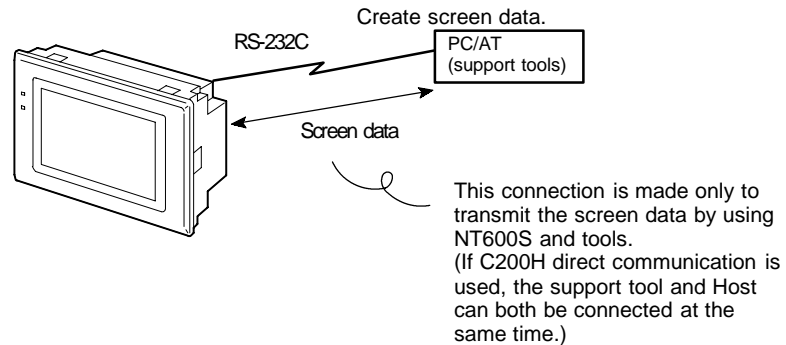 Create screen data.
RS-232C
PC/AT
(support tools)
Screen data
This connection is made only to
transmit the screen data by using
NT600S and tools.
(If C200H direct communication is
used, the support tool and Host
can both be connected at the
same time.)